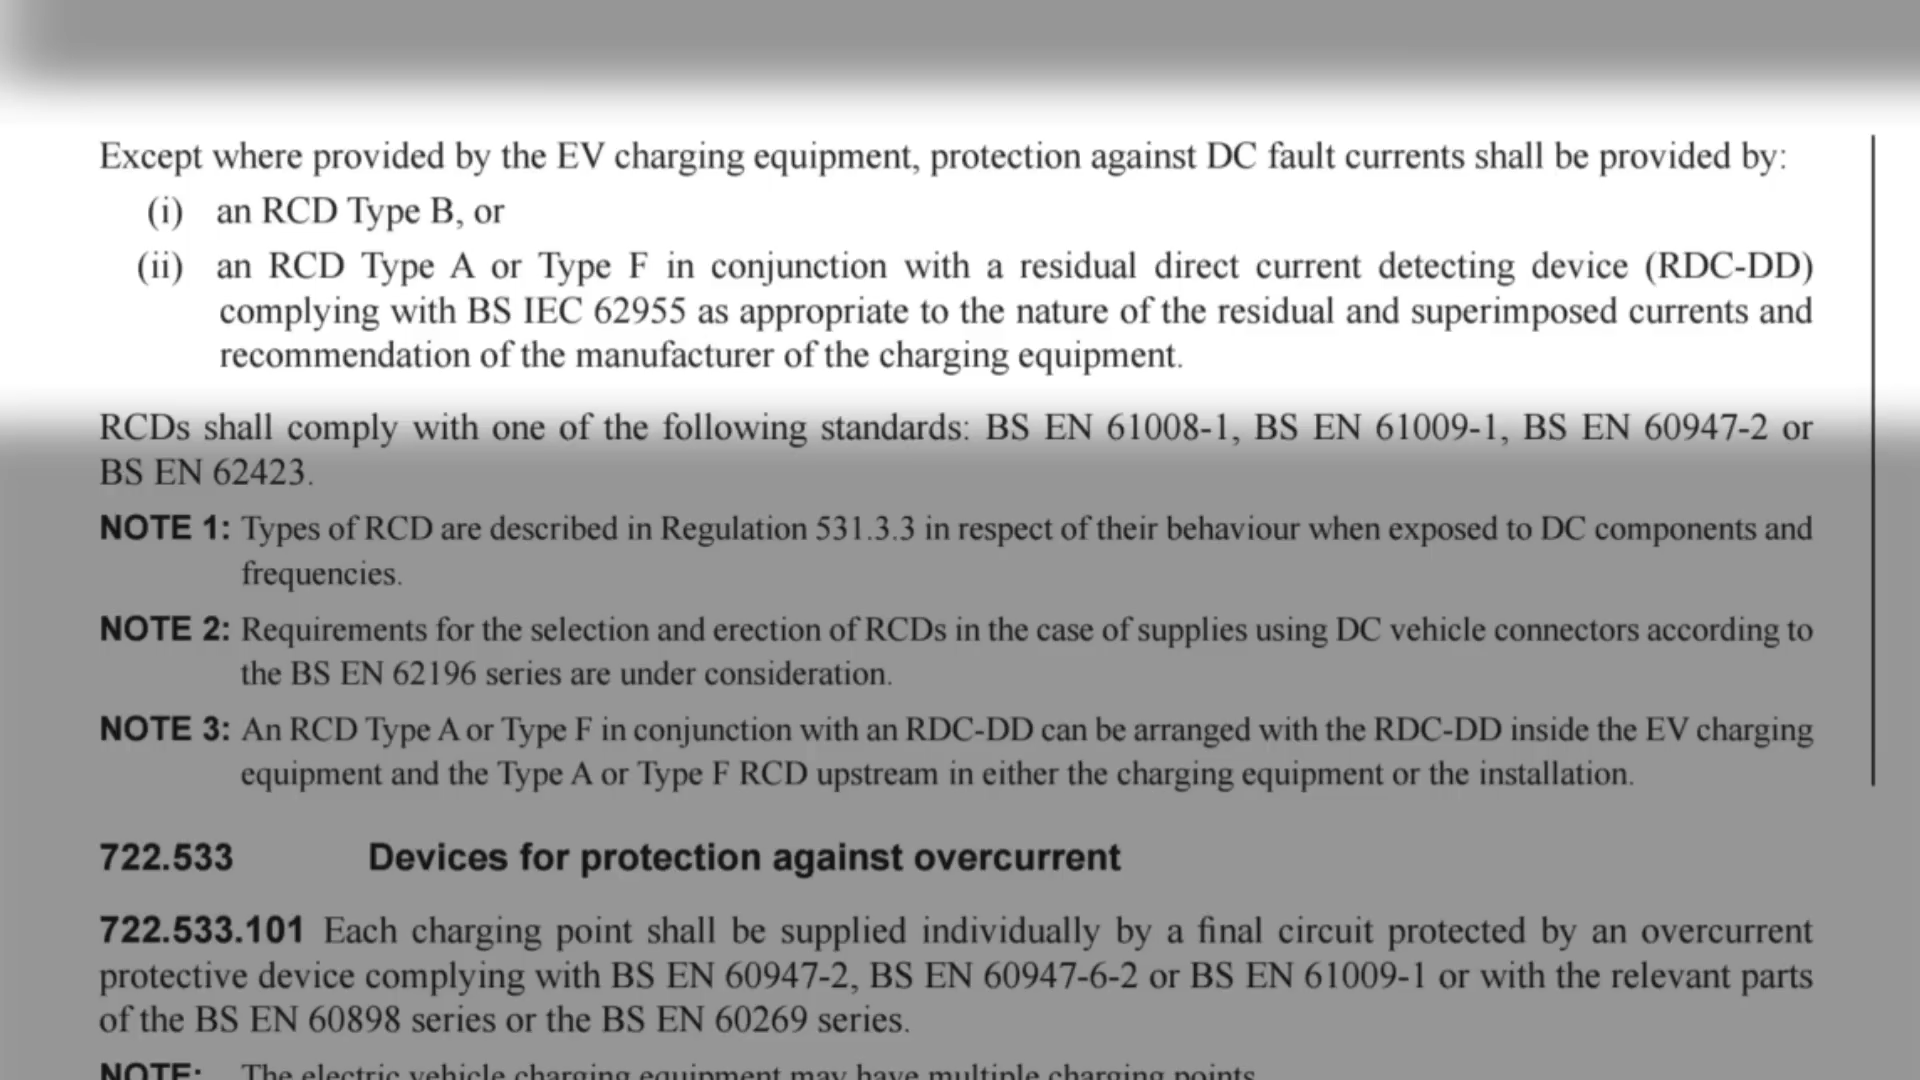 Except where provided by the EV charging equipment, protection against DC fault currents shall be provided by:
(i) an RCD Type B, or
(ii) an RCD Type A or Type F in conjunction with a residual direct current detecting device (RDC-DD)
complying with BS IEC 62955 as appropriate to the nature of the residual and superimposed currents and
recommendation of the manufacturer of the charging equipment.
RCDs shall comply with one of the following standards: BS EN 61008-1, BS EN 61009-1, BS EN 60947-2 or
BS EN 62423.
NOTE 1: Types of RCD are described in Regulation 531.3.3 in respect of their behaviour when exposed to DC components and
frequencies.
NOTE 2: Requirements for the selection and erection of RCDs in the case of supplies using DC vehicle connectors according to
the BS EN 62196 series are under consideration.
NOTE 3: An RCD Type A or Type F in conjunction with an RDC-DD can be arranged with the RDC-DD inside the EV charging
equipment and the Type A or Type F RCD upstream in either the charging equipment or the installation.
722.533 Devices for protection against overcurrent
722.533.101 Each charging point shall be supplied individually by a final circuit protected by an overcurrent
protective device complying with BS EN 60947-2, BS EN 60947-6-2 or BS EN 61009-1 or with the relevant parts
of the BS EN 60898 series or the BS EN 60269 series.
NOTE: The electric vehicle charging equipment may have multiple charging points.